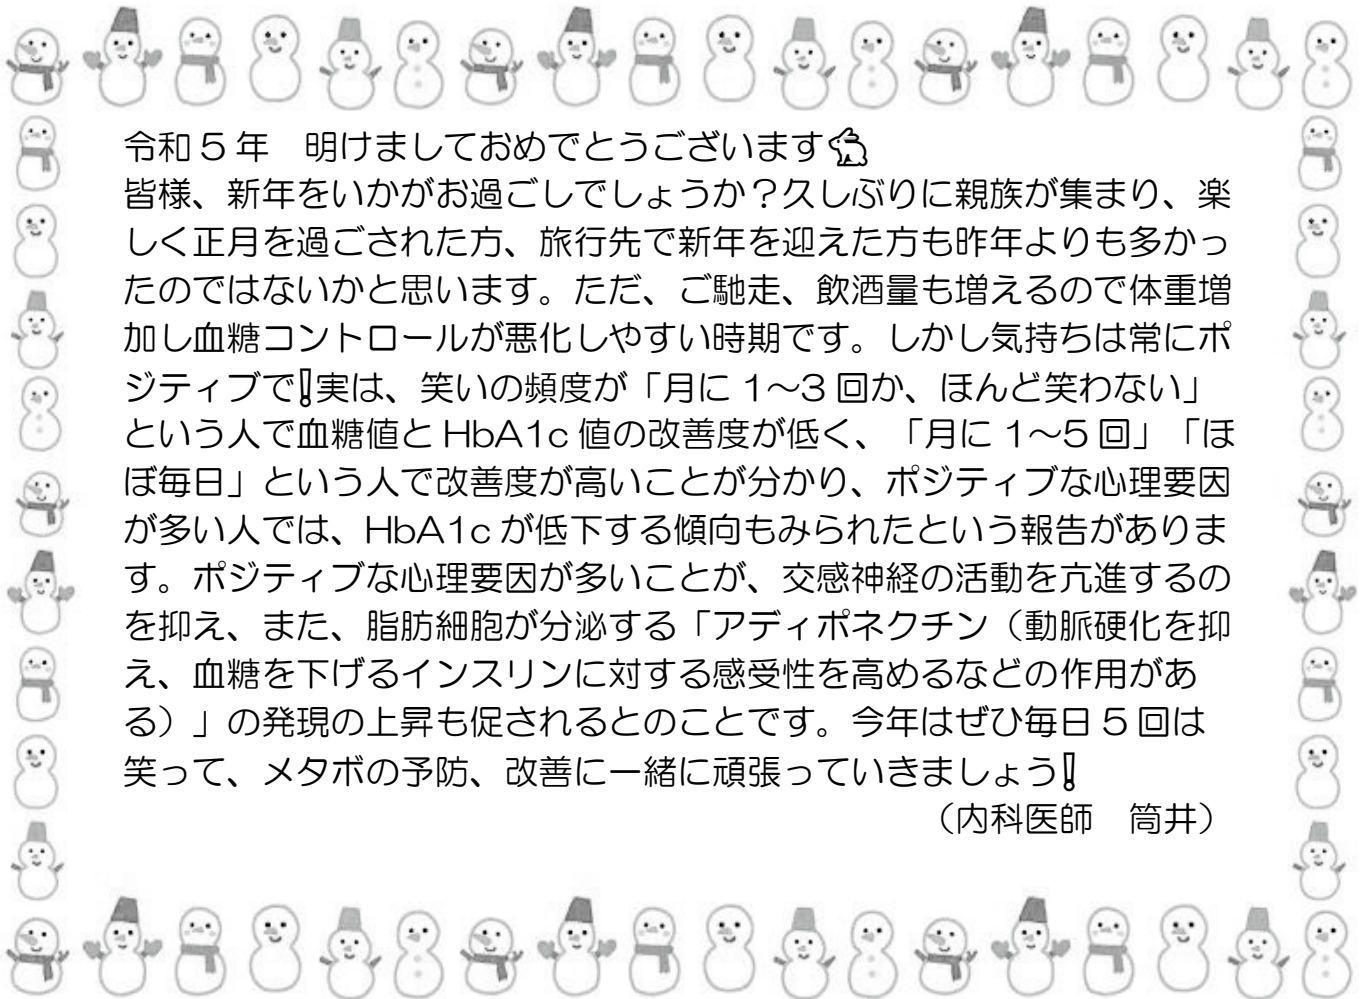 令和５年　明けましておめでとうございます🐇
皆様、新年をいかがお過ごしでしょうか？久しぶりに親族が集まり、楽
しく正月を過ごされた方、旅行先で新年を迎えた方も昨年よりも多かっ
たのではないかと思います。ただ、ご馳走、飲酒量も増えるので体重増
加し血糖コントロールが悪化しやすい時期です。しかし気持ちは常にポ
ジティブで❕実は、笑いの頻度が「月に 1～3 回か、ほんど笑わない」
という人で血糖値と HbA1c 値の改善度が低く、「月に 1～5 回」「ほ
ぼ毎日」という人で改善度が高いことが分かり、ポジティブな心理要因
が多い人では、HbA1c が低下する傾向もみられたという報告がありま
す。ポジティブな心理要因が多いことが、交感神経の活動を亢進するの
を抑え、また、脂肪細胞が分泌する「アディポネクチン（動脈硬化を抑
え、血糖を下げるインスリンに対する感受性を高めるなどの作用があ
る）」の発現の上昇も促されるとのことです。今年はぜひ毎日 5 回は
笑って、メタボの予防、改善に一緒に頑張っていきましょう❕
（内科医師　筒井）